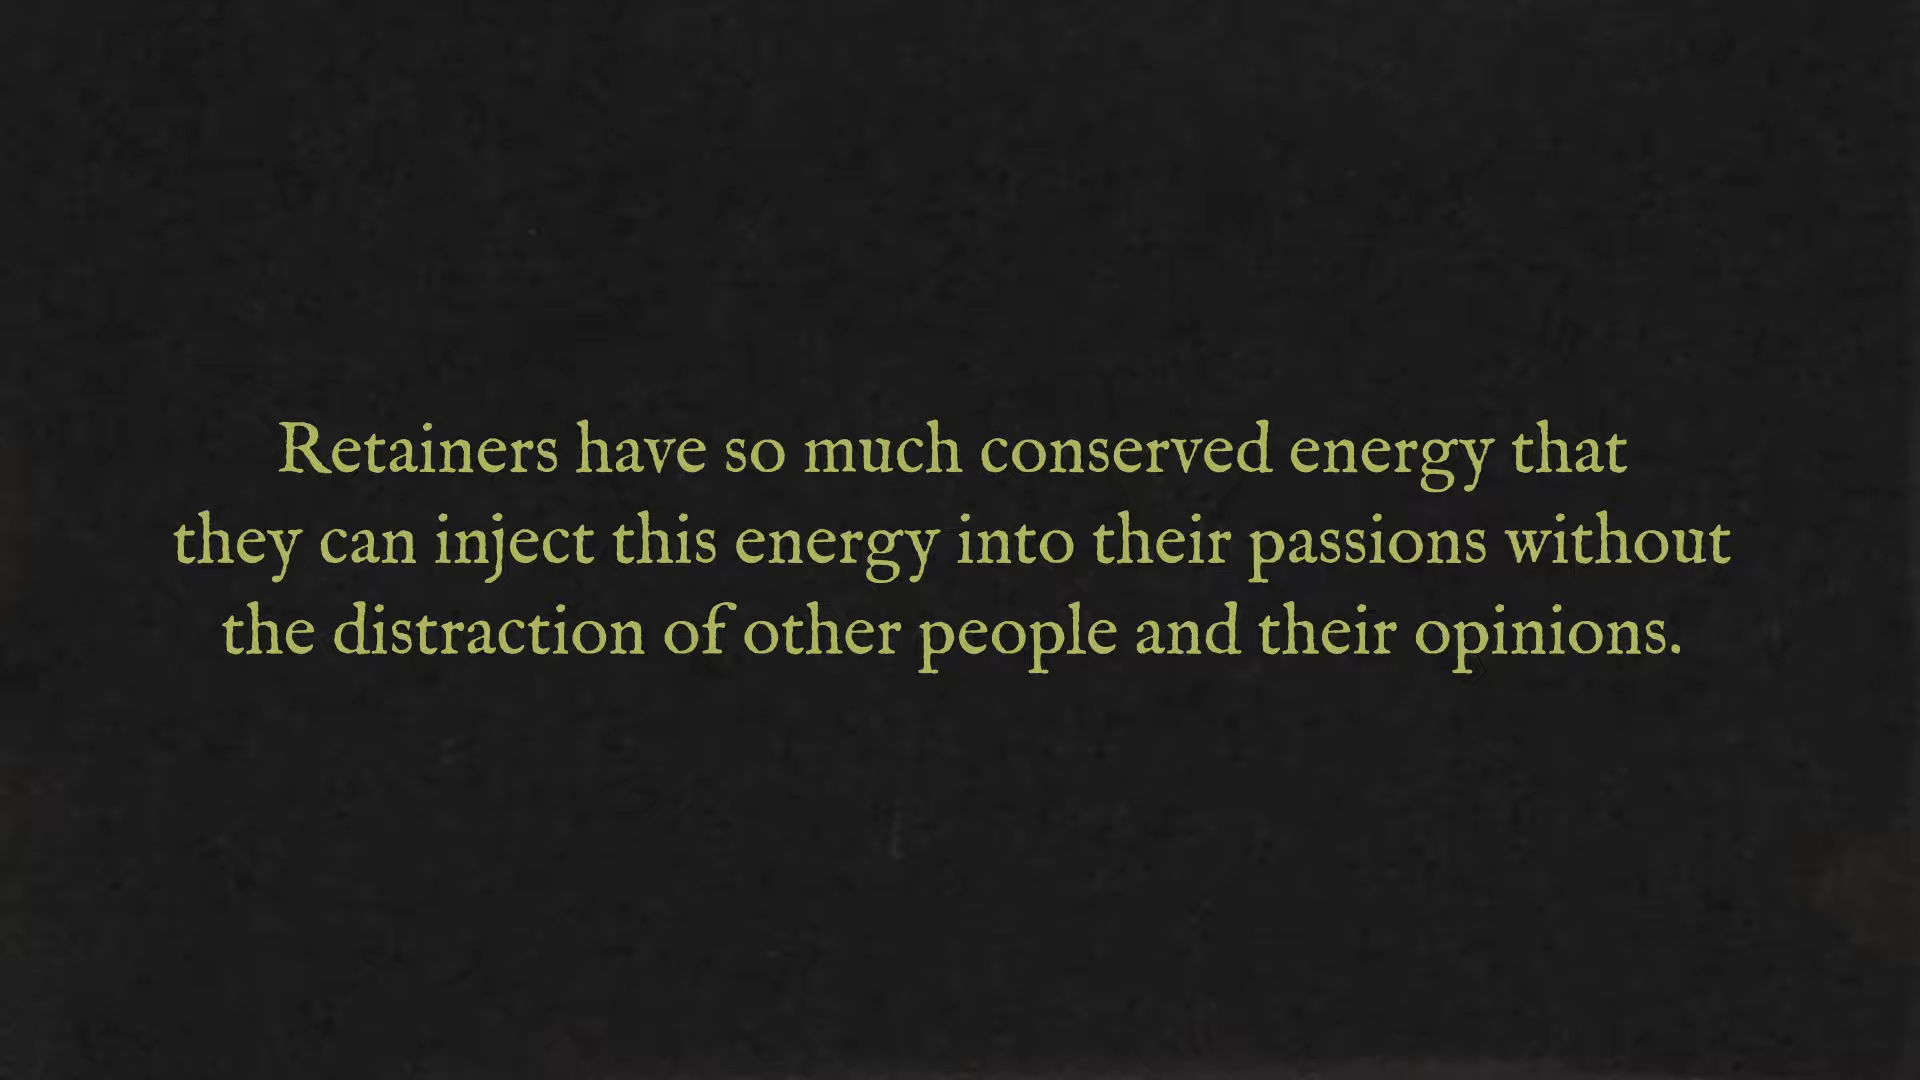 Retainers have so much conserved energy that
they can inject this energy into their passions without
the distraction of other people and their opinions.